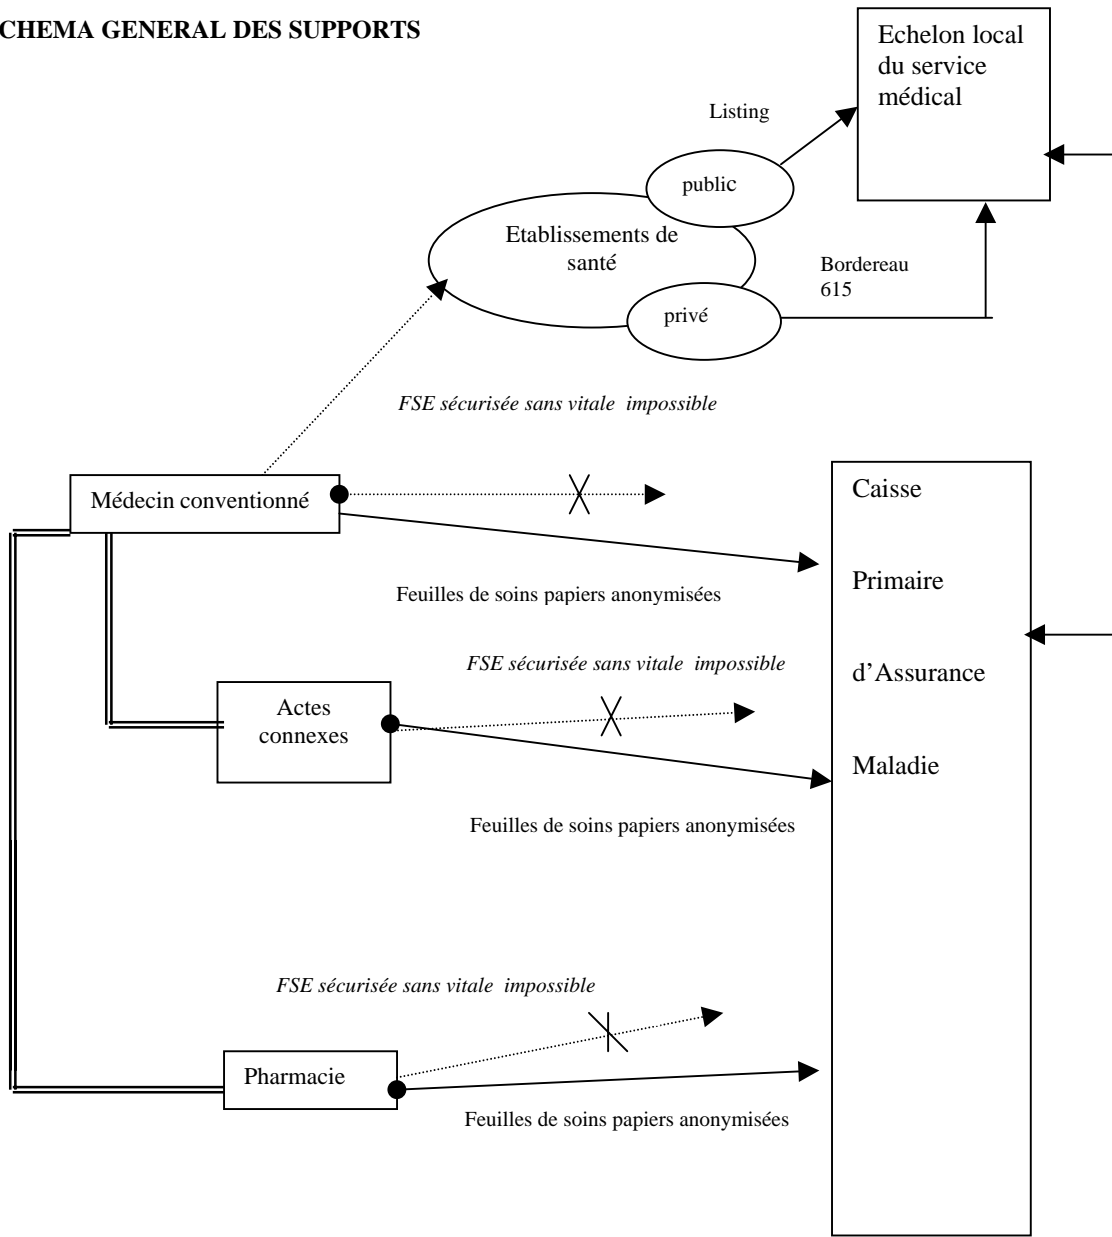 CHEMA GENERAL DES SUPPORTS
Echelon local
du service
médical
Listing
public
Etablissements de
santé
Bordereau
615
privé
FSE sécurisée sans vitale impossible
Médecin conventionné
Caisse
Primaire
Feuilles de soins papiers anonymisées
FSE sécurisée sans vitale impossible
d'Assurance
Actes
connexes
Maladie
Feuilles de soins papiers anonymisées
FSE sécurisée sans vitale impossible
Pharmacie
Feuilles de soins papiers anonymisées